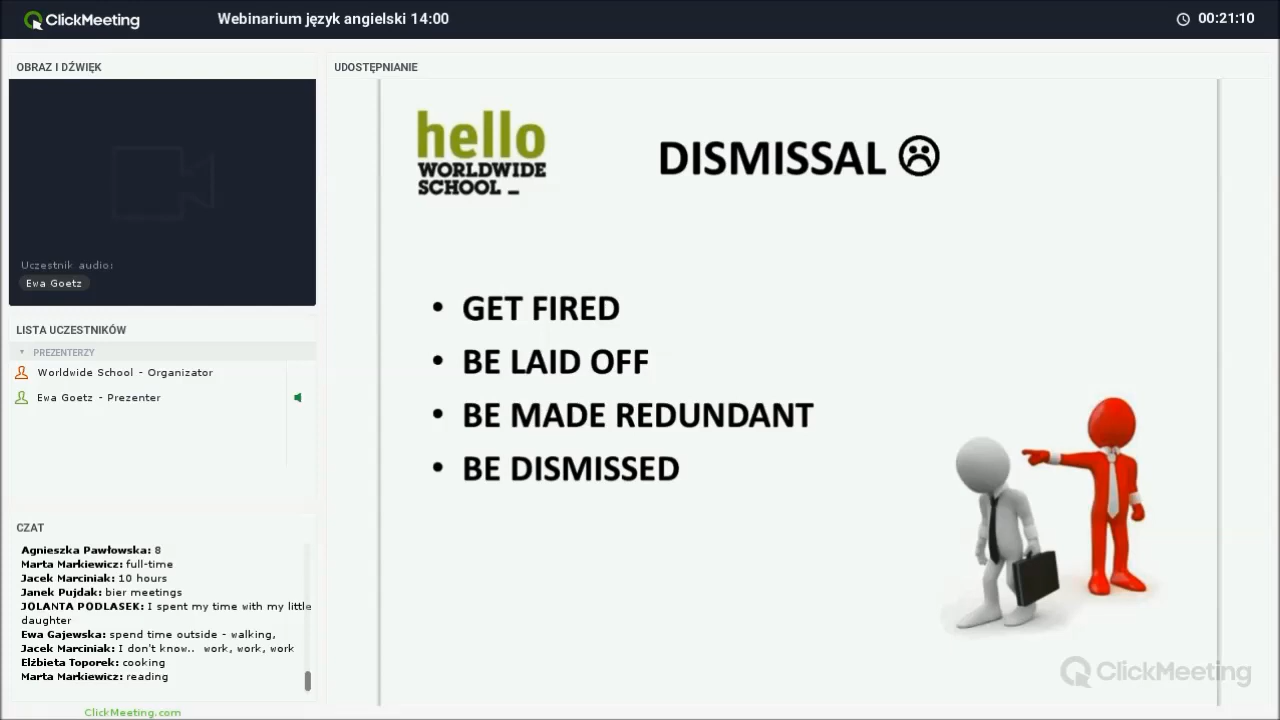 ClickMeeting
Webinarium język angielski 14:00
00:21:10
OBRAZ I DŹWIĘK
Uczestnik audio:
Ewa Goetz
LISTA UCZESTNIKÓW
PREZENTERZY
Worldwide School - Organizator
Ewa Goetz - Prezenter
CZAT
Agnieszka Pawłowska: 8
Marta Markiewicz: full-time
Jacek Marciniak: 10 hours
Janek Pujdak: bier meetings
JOLANTA PODLASEK: I spent my time with my little
daughter
Ewa Gajewska: spend time outside - walking,
Jacek Marciniak: I don't know.. work, work, work
Elżbieta Toporek: cooking
Marta Markiewicz: reading
ClickMeeting.com
UDOSTĘPNIANIE
hello
WORLDWIDE
SCHOOL _
DISMISSAL ☹
• GET FIRED
• BE LAID OFF
• BE MADE REDUNDANT
• BE DISMISSED
ClickMeeting